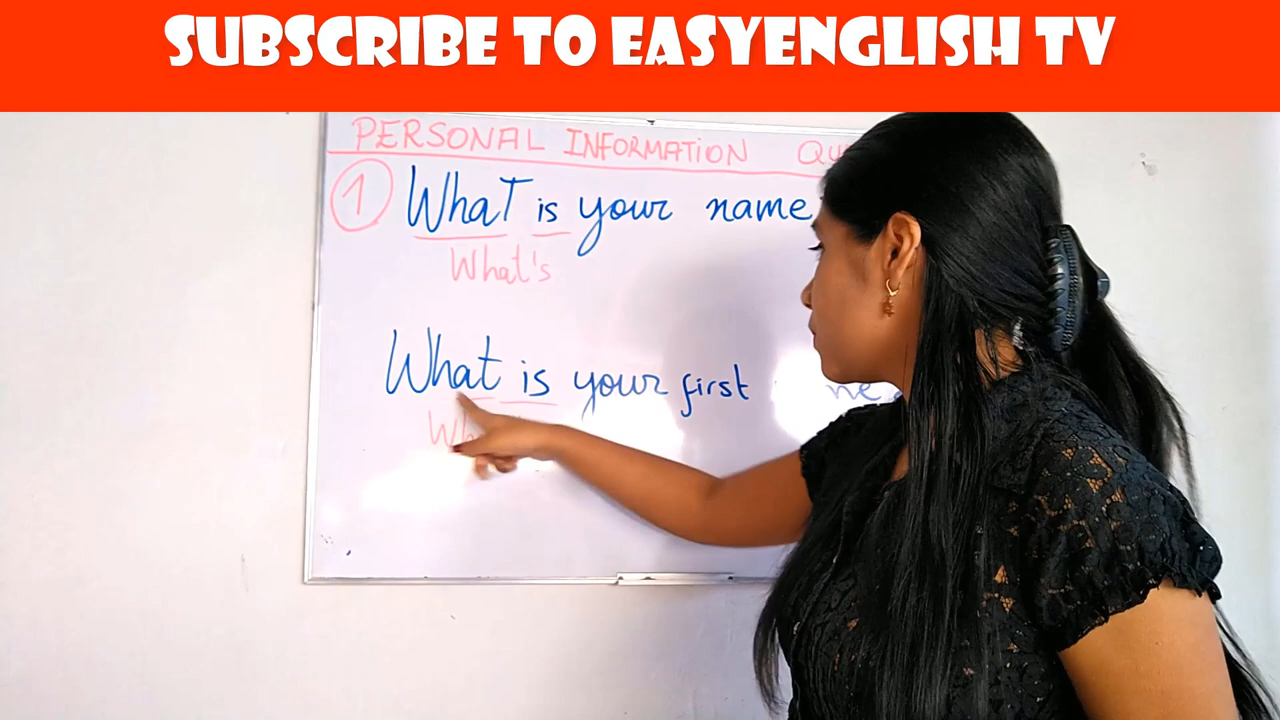 SUBSCRIBE TO EASYENGLISH TV
PERSONAL INFORMATION
1 What is your name
What's
What is your first